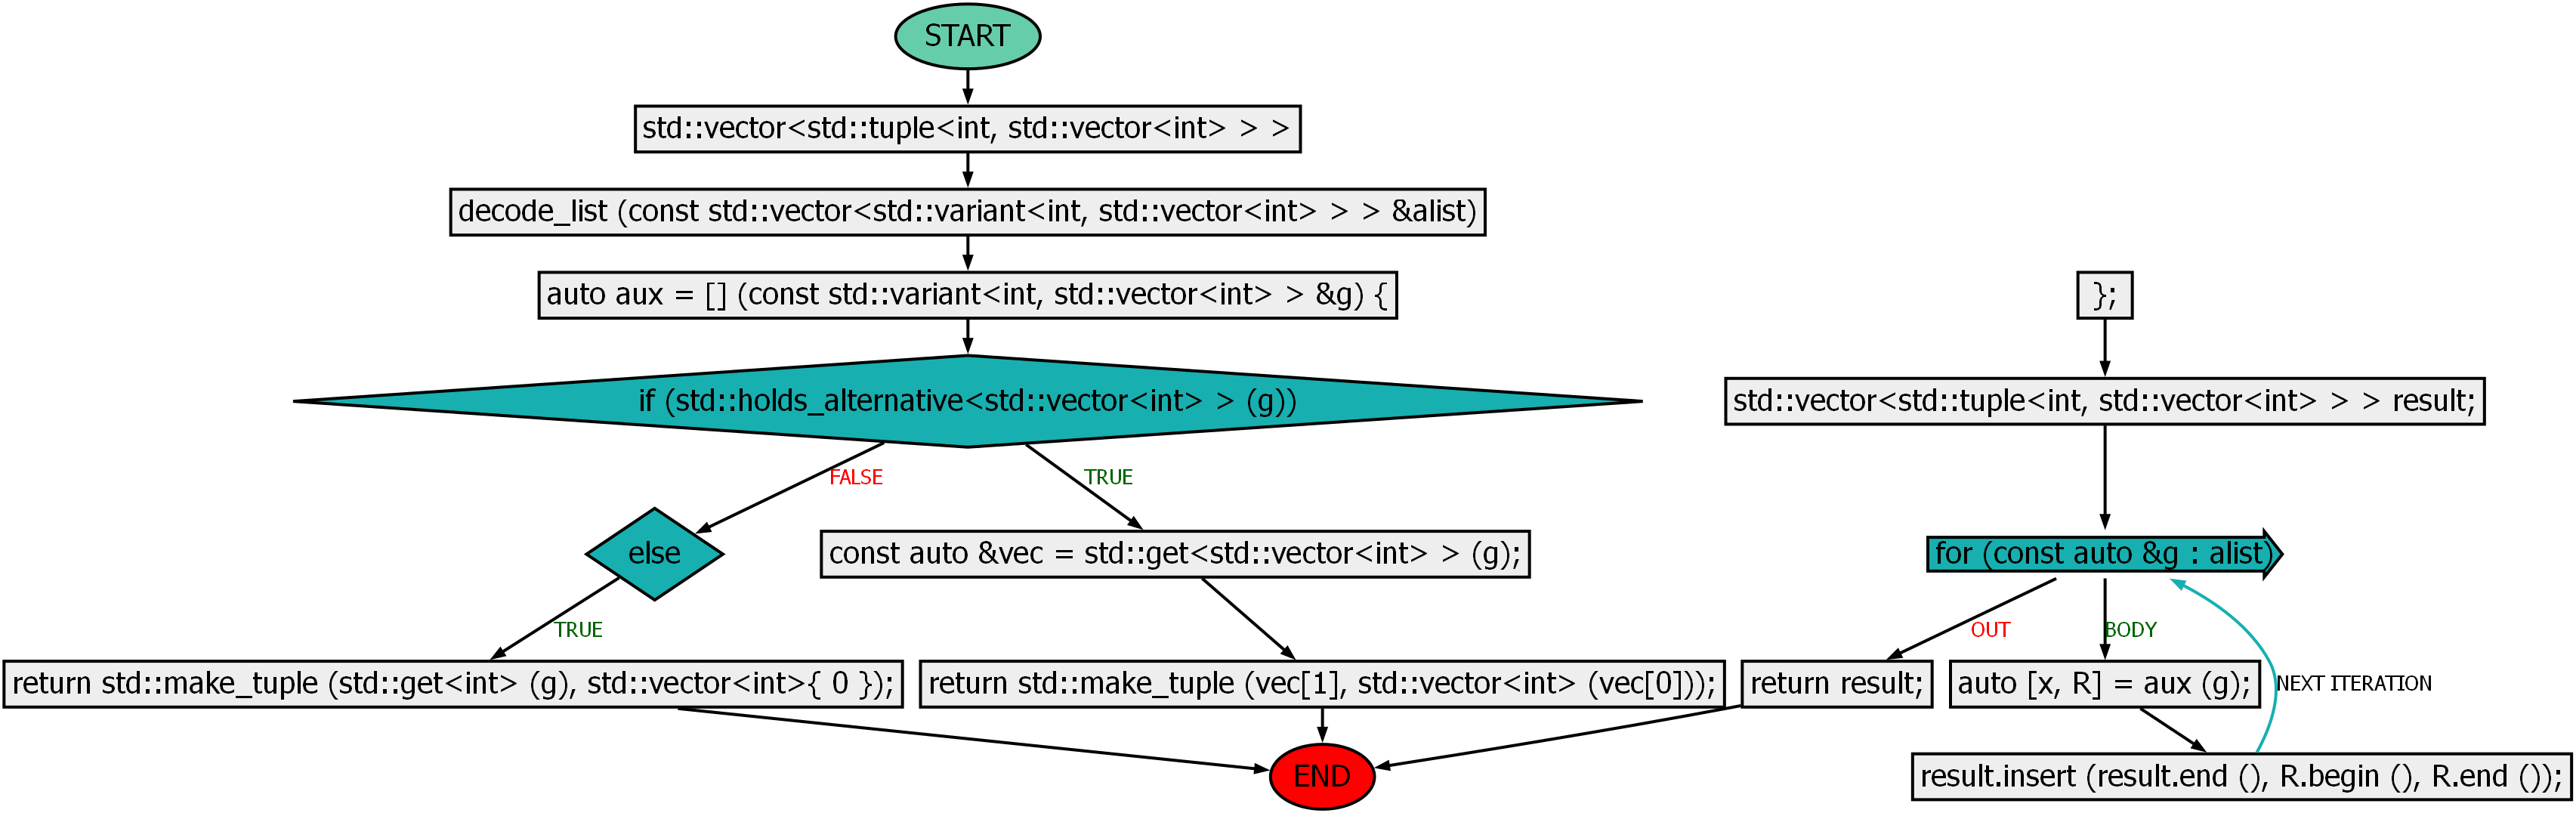 START
std::vector<std::tuple<int, std::vector<int> > >
decode_list (const std::vector<std::variant<int, std::vector<int> > > &alist)
auto aux = [] (const std::variant<int, std::vector<int> > &g) {
if (std::holds_alternative<std::vector<int> > (g))
FALSE
TRUE
else
const auto &vec = std::get<std::vector<int> > (g);
TRUE
return std::make_tuple (std::get<int> (g), std::vector<int>{ 0 });
return std::make_tuple (vec[1], std::vector<int> (vec[0]));
END
};
std::vector<std::tuple<int, std::vector<int> > > result;
for (const auto &g : alist)
OUT
BODY
return result;
auto [x, R] = aux (g);
NEXT ITERATION
result.insert (result.end (), R.begin (), R.end ());